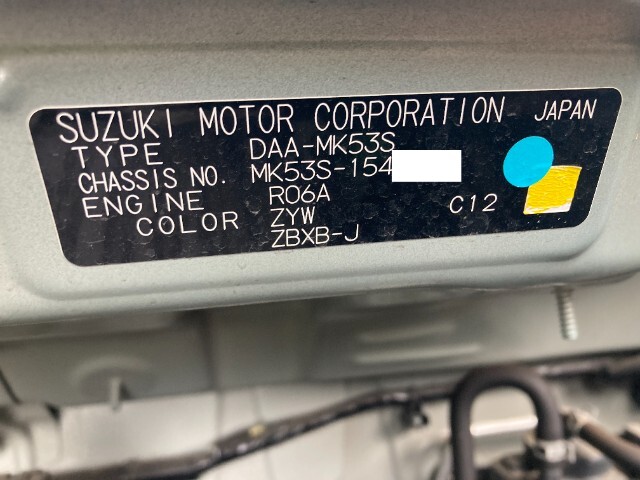 SUZUKI MOTOR CORPORATION JAPAN
TYPE DAA-MK53S
CHASSIS NO. MK53S-154
ENGINE R06A C12
COLOR ZYW
ZBXB-J